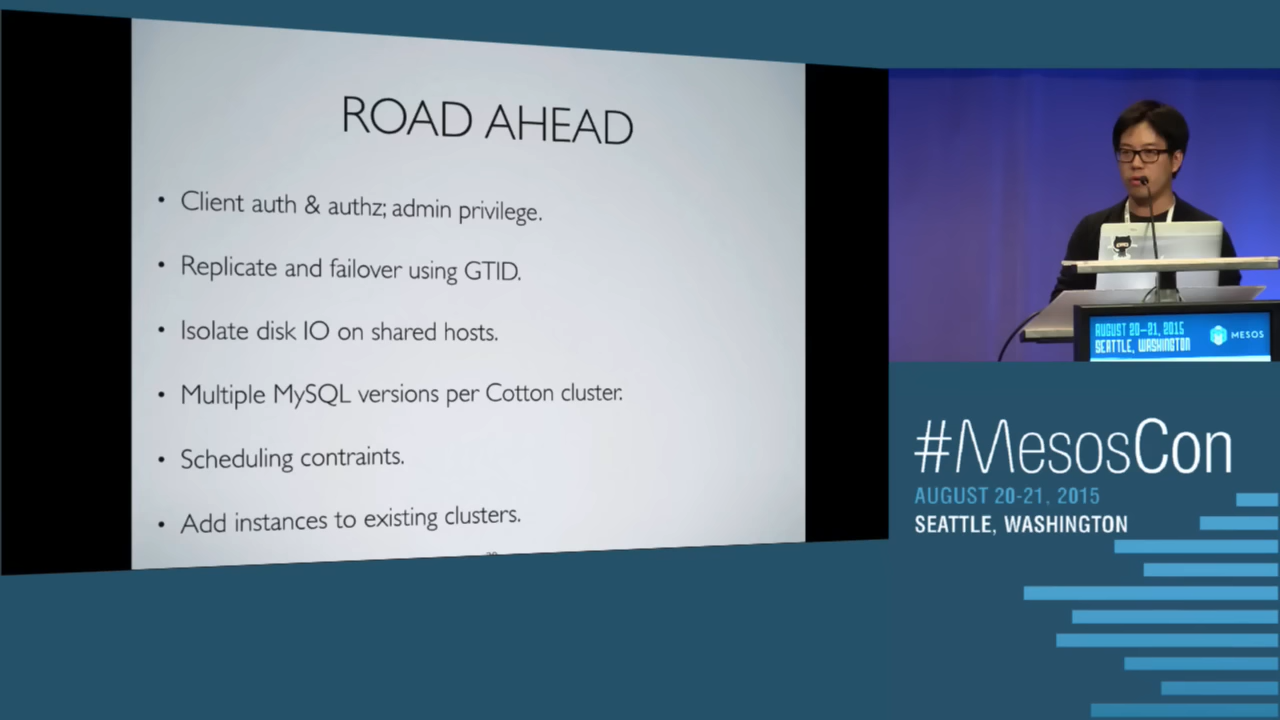 ROAD AHEAD
• Client auth & authz; admin privilege.
• Replicate and failover using GTID.
• Isolate disk IO on shared hosts.
• Multiple MySQL versions per Cotton cluster.
• Scheduling contraints.
• Add instances to existing clusters.
AUGUST 20-21, 2015
SEATTLE, WASHINGTON
MESOS
#MesosCon
AUGUST 20-21, 2015
SEATTLE, WASHINGTON